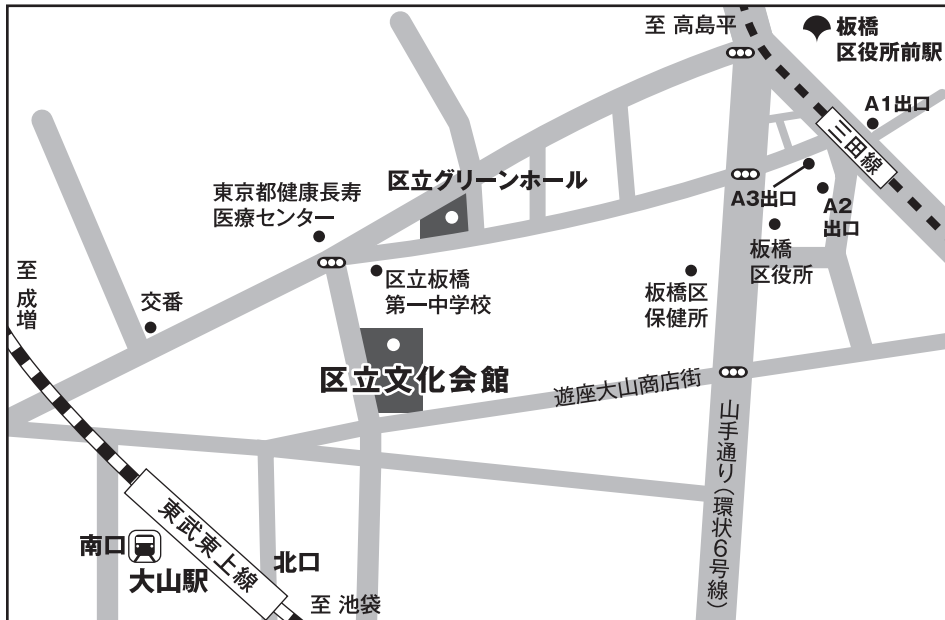 至 高島平
板橋
区役所前駅
A1出口
三田線
東京都健康長寿
医療センター
区立グリーンホール
A3出口
A2
出口
板橋
区役所
至 成増
交番
区立板橋
第一中学校
板橋区
保健所
区立文化会館
遊座大山商店街
山手通り(環状6号線)
東武東上線
南口
大山駅
北口
至 池袋